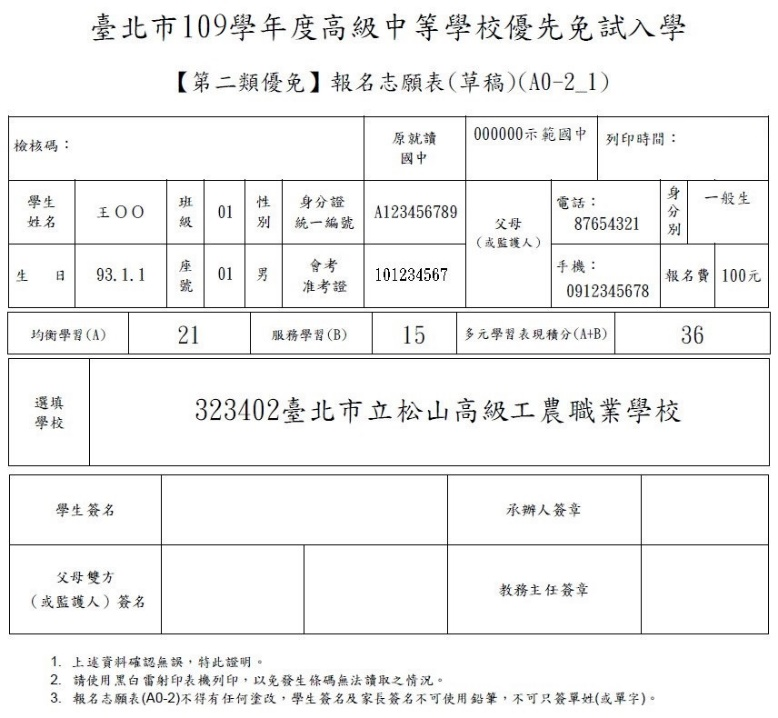 臺北市109學年度高級中等學校優先免試入學
【第二類優免】報名志願表(草稿)(A0-2_1)
檢核碼：
原就讀
國中
000000示範國中
列印時間：
學生
姓名
王〇〇
班
級
01
性
別
身分證
統一編號
A123456789
父母
(或監護人)
電話：
87654321
身
分
別
一般生
生 日
93.1.1
座
號
01
男
會考
准考證
101234567
手機：
0912345678
報名費
100元
均衡學習(A)
21
服務學習(B)
15
多元學習表現積分(A+B)
36
選填
學校
323402臺北市立松山高級工農職業學校
學生簽名
承辦人簽章
父母雙方
（或監護人）簽名
教務主任簽章
1. 上述資料確認無誤，特此證明。
2. 請使用黑白雷射印表機列印，以免發生條碼無法讀取之情況。
3. 報名志願表(A0-2)不得有任何塗改，學生簽名及家長簽名不可使用鉛筆，不可只簽單姓(或單字)。